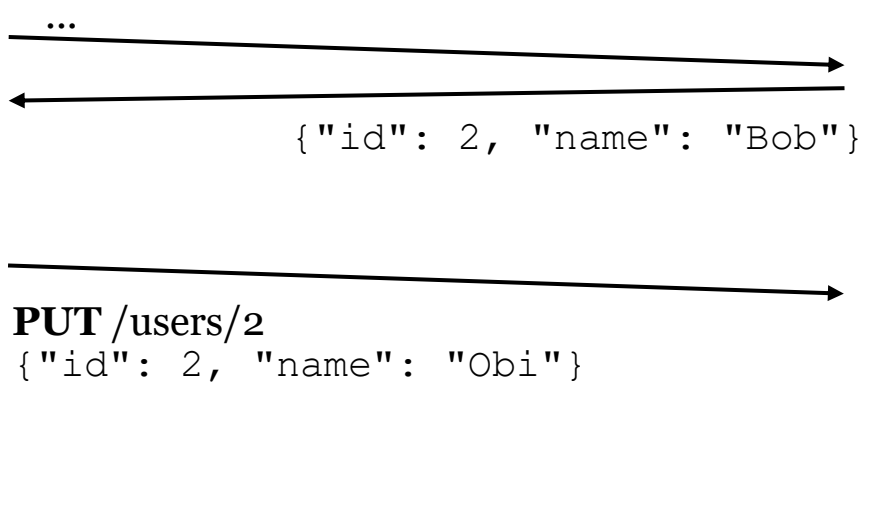 ...
{"id": 2, "name": "Bob"}
PUT /users/2
{"id": 2, "name": "Obi"}